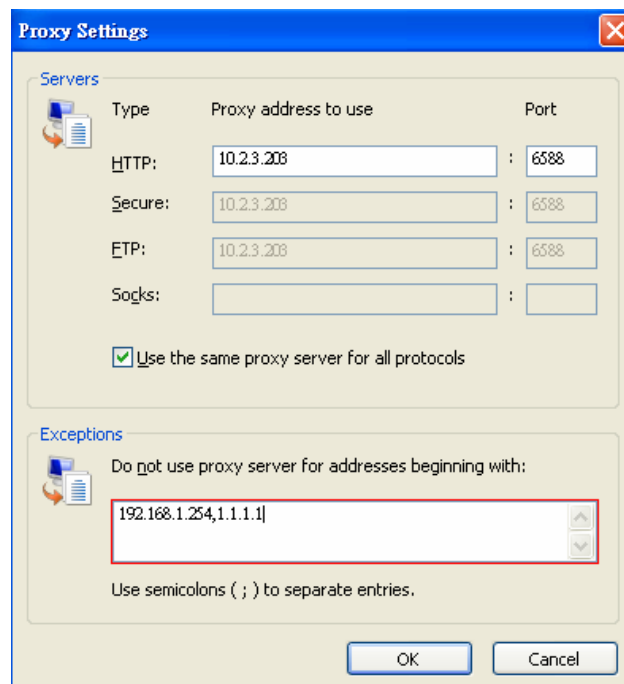 Proxy Settings
Servers
Type Proxy address to use Port
HTTP: 10.2.3.203 : 6588
Secure: 10.2.3.203 : 6588
FTP: 10.2.3.203 : 6588
Socks: :
Use the same proxy server for all protocols
Exceptions
Do not use proxy server for addresses beginning with:
192.168.1.254,1.1.1.1
Use semicolons ( ; ) to separate entries.
OK Cancel